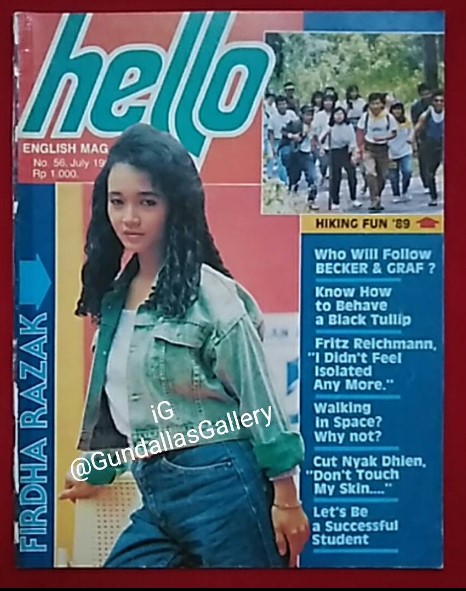 hello
ENGLISH MAG
No. 56, July 19
Rp 1.000,
HIKING FUN '89
Who Will Follow
BECKER & GRAF ?
Know How
to Behave
a Black Tullip
Fritz Reichmann,
"I Didn't Feel
Isolated
Any More."
Walking
in Space?
Why not?
Cut Nyak Dhien,
"Don't Touch
My Skin...."
Let's Be
a Successful
Student
FIRDHA RAZAK
iG
@GundallasGallery